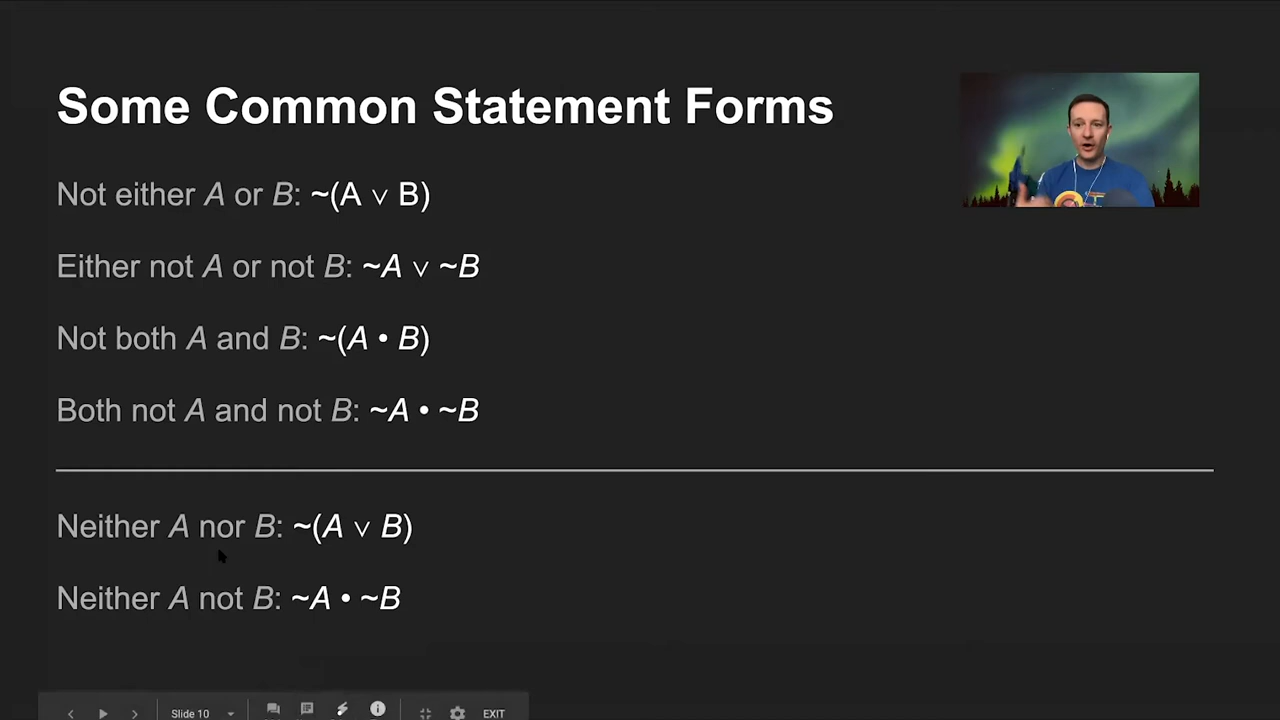 Some Common Statement Forms
Not either A or B: ~(A ∨ B)
Either not A or not B: ~A ∨ ~B
Not both A and B: ~(A • B)
Both not A and not B: ~A • ~B
Neither A nor B: ~(A ∨ B)
Neither A not B: ~A • ~B
Slide 10
EXIT